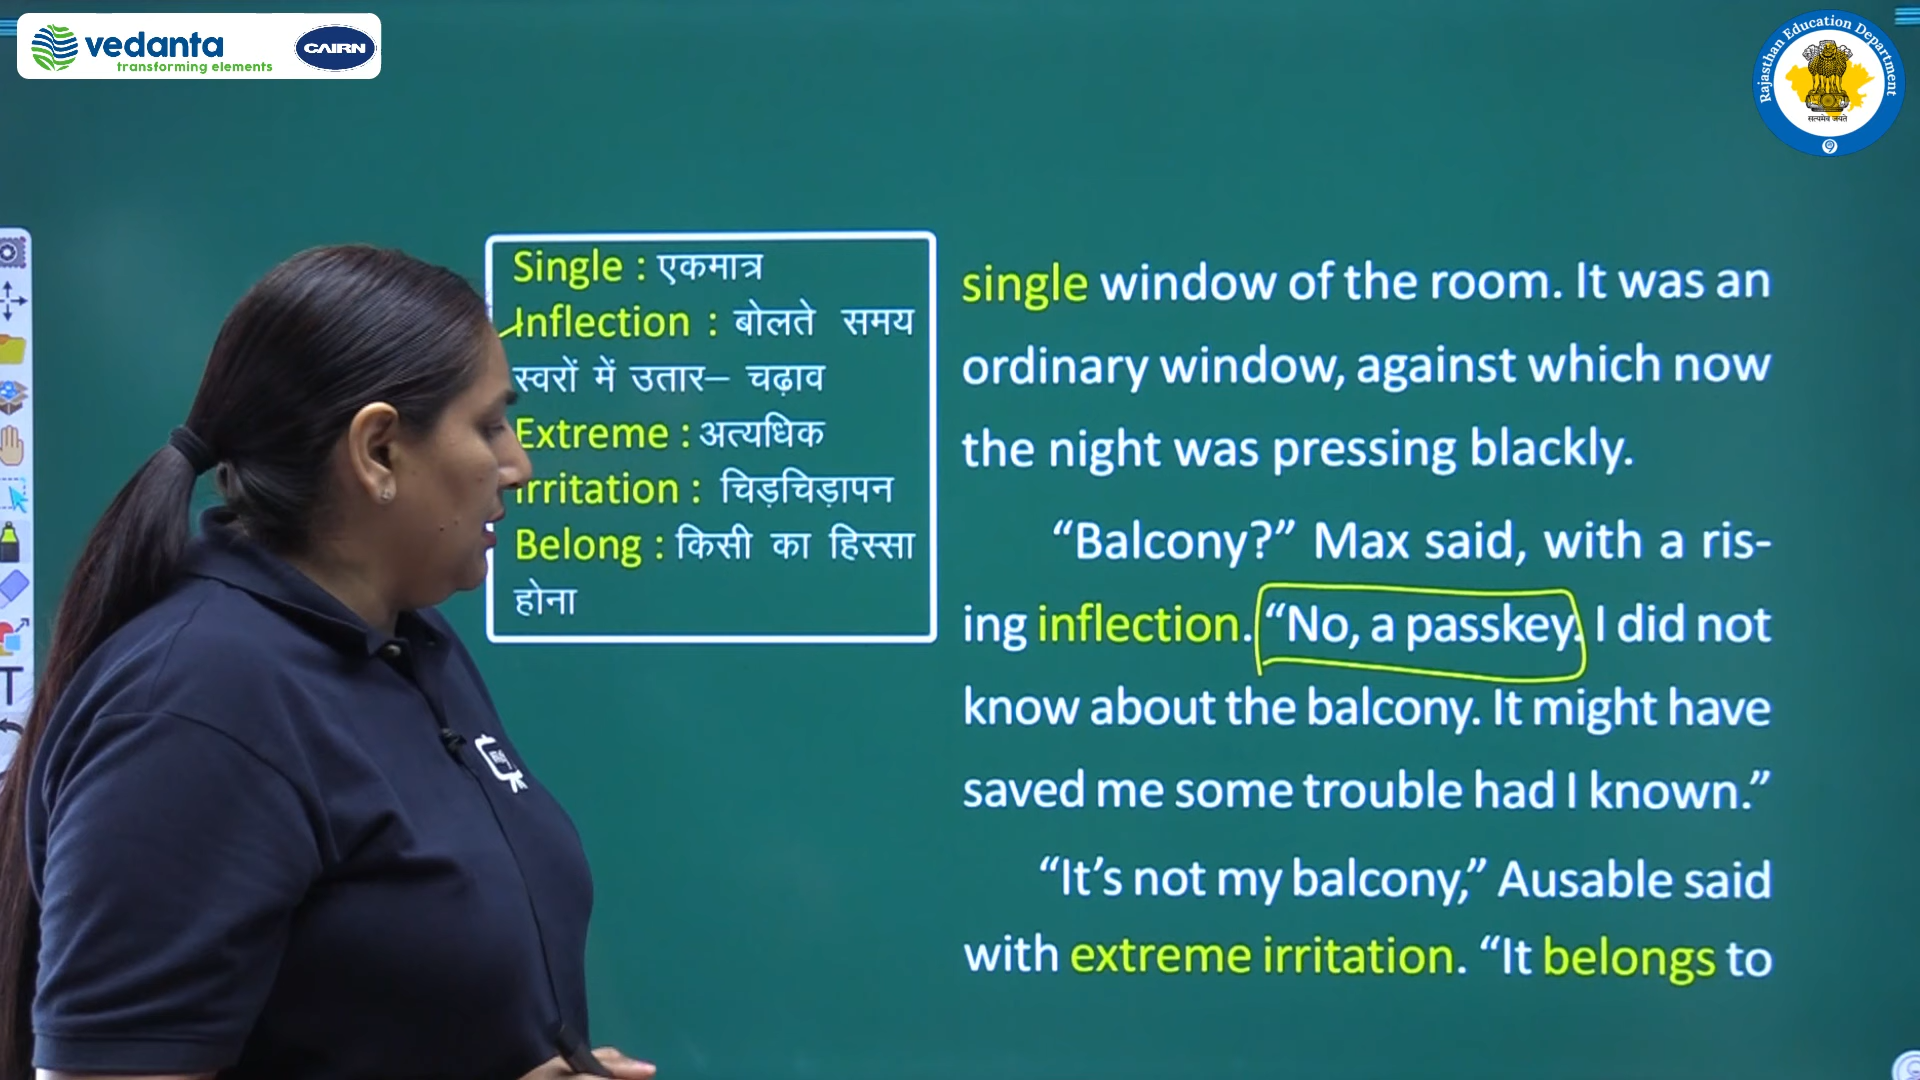 vedanta
transforming elements
CAIRN
Rajasthan Education Department
सत्यमेव जयते
Single : एकमात्र
Inflection : बोलते समय
स्वरों में उतार– चढ़ाव
Extreme : अत्यधिक
Irritation : चिड़चिड़ापन
Belong : किसी का हिस्सा
होना
single window of the room. It was an
ordinary window, against which now
the night was pressing blackly.
“Balcony?” Max said, with a ris-
ing inflection. “No, a passkey. I did not
know about the balcony. It might have
saved me some trouble had I known.”
“It’s not my balcony,” Ausable said
with extreme irritation. “It belongs to